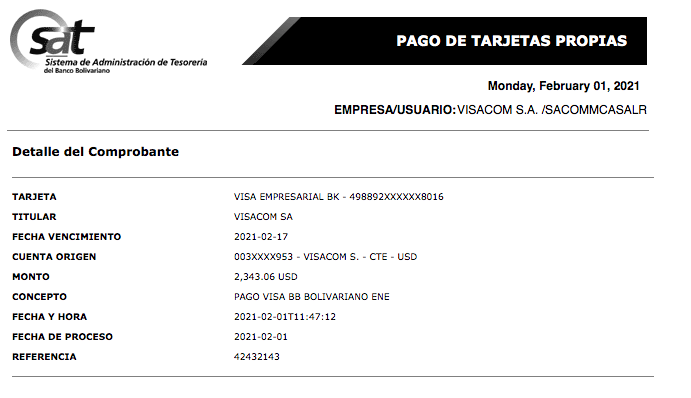 sat
Sistema de Administración de Tesorería
del Banco Bolivariano
PAGO DE TARJETAS PROPIAS
Monday, February 01, 2021
EMPRESA/USUARIO:VISACOM S.A. /SACOMMCASALR
Detalle del Comprobante
TARJETA VISA EMPRESARIAL BK - 498892XXXXXX8016
TITULAR VISACOM SA
FECHA VENCIMIENTO 2021-02-17
CUENTA ORIGEN 003XXXX953 - VISACOM S. - CTE - USD
MONTO 2,343.06 USD
CONCEPTO PAGO VISA BB BOLIVARIANO ENE
FECHA Y HORA 2021-02-01T11:47:12
FECHA DE PROCESO 2021-02-01
REFERENCIA 42432143